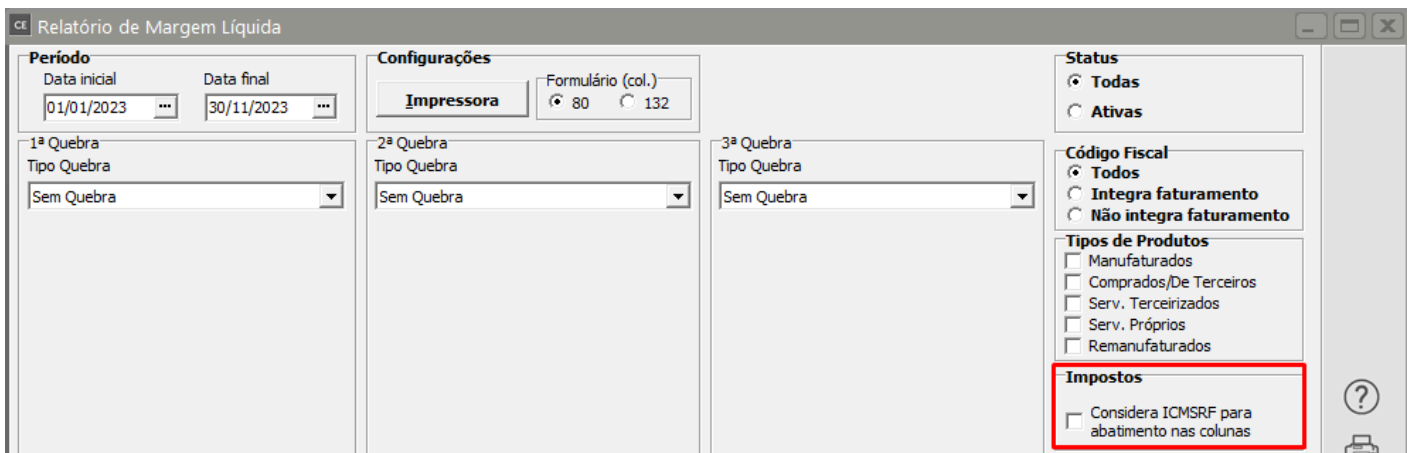 CE Relatório de Margem Líquida
Período
Data inicial Data final
01/01/2023 ... 30/11/2023 ...
Configurações
Impressora
Formulário (col.)
80 132
Status
Todas
Ativas
1ª Quebra
Tipo Quebra
Sem Quebra
2ª Quebra
Tipo Quebra
Sem Quebra
3ª Quebra
Tipo Quebra
Sem Quebra
Código Fiscal
Todos
Integra faturamento
Não integra faturamento
Tipos de Produtos
Manufaturados
Comprados/De Terceiros
Serv. Terceirizados
Serv. Próprios
Remanufaturados
Impostos
Considera ICMSRF para
abatimento nas colunas
?